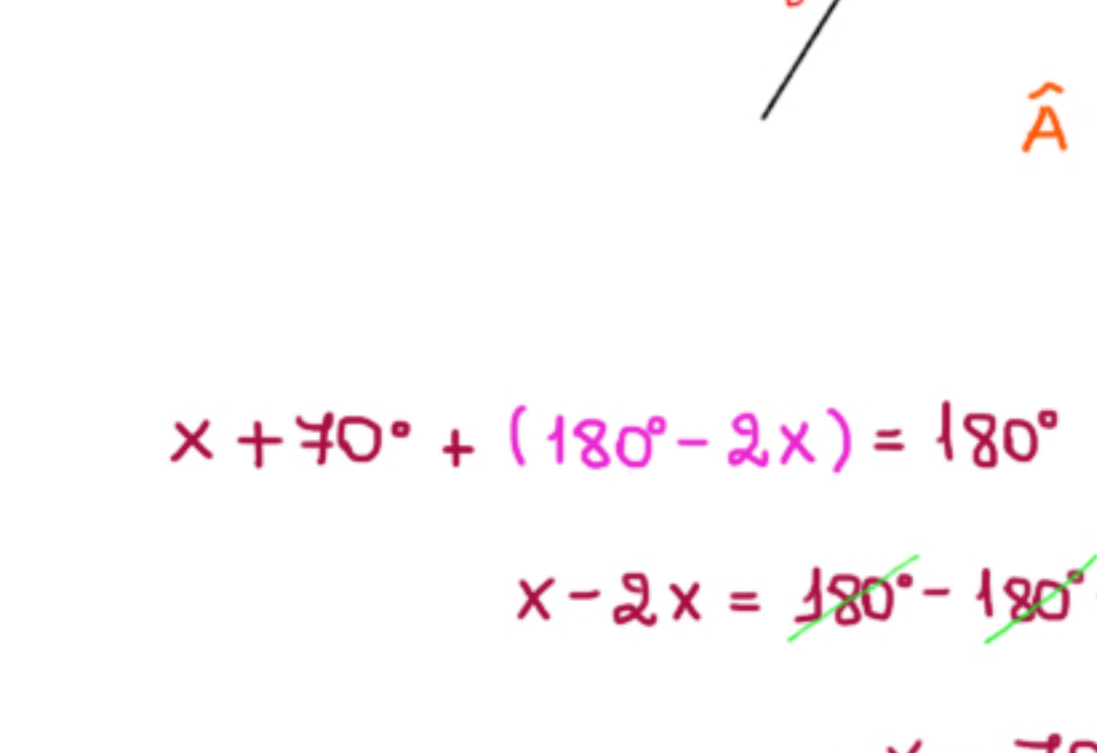 Â
x + 70° + (180° - 2x) = 180°
x - 2x = 180° - 180°